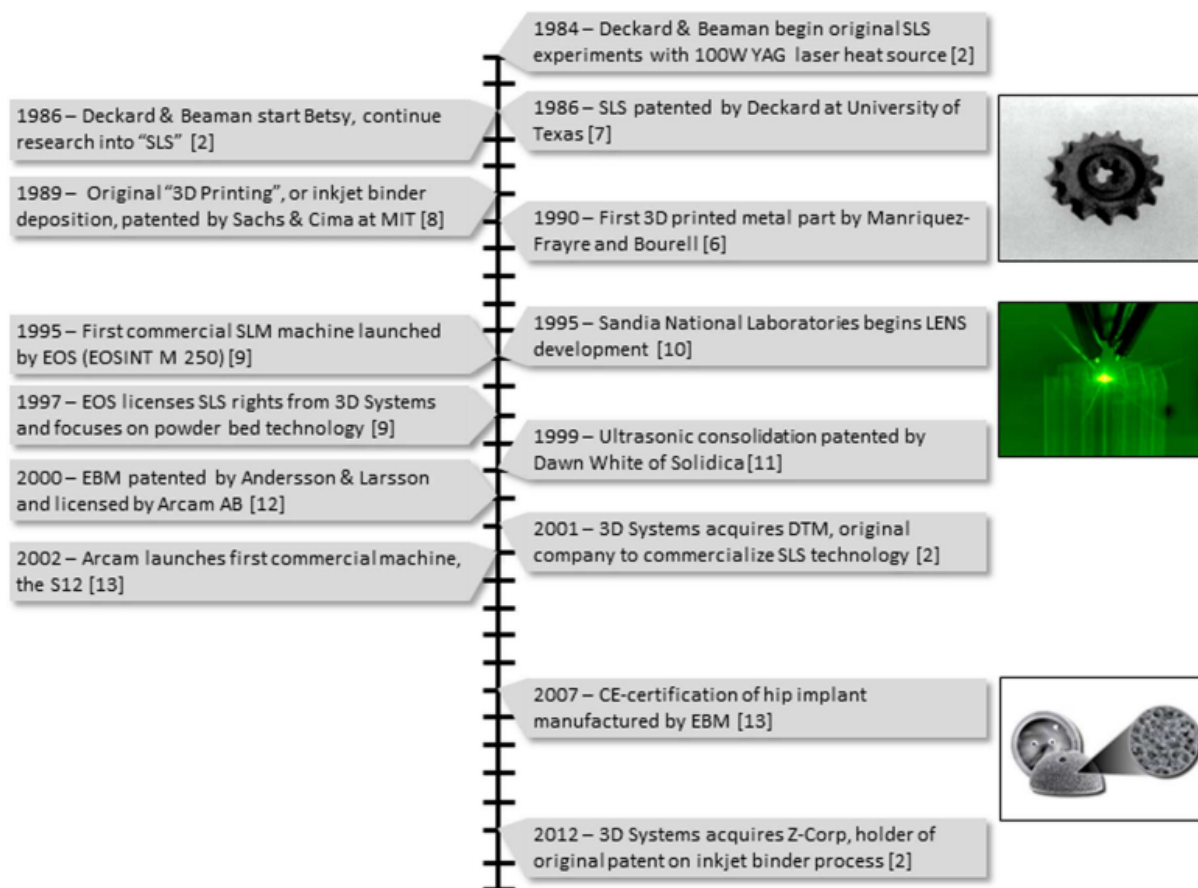 1984 – Deckard & Beaman begin original SLS
experiments with 100W YAG laser heat source [2]
1986 – Deckard & Beaman start Betsy, continue
research into “SLS” [2]
1986 – SLS patented by Deckard at University of
Texas [7]
1989 – Original “3D Printing”, or inkjet binder
deposition, patented by Sachs & Cima at MIT [8]
1990 – First 3D printed metal part by Manriquez-
Frayre and Bourell [6]
1995 – First commercial SLM machine launched
by EOS (EOSINT M 250) [9]
1995 – Sandia National Laboratories begins LENS
development [10]
1997 – EOS licenses SLS rights from 3D Systems
and focuses on powder bed technology [9]
1999 – Ultrasonic consolidation patented by
Dawn White of Solidica [11]
2000 – EBM patented by Andersson & Larsson
and licensed by Arcam AB [12]
2001 – 3D Systems acquires DTM, original
company to commercialize SLS technology [2]
2002 – Arcam launches first commercial machine,
the S12 [13]
2007 – CE-certification of hip implant
manufactured by EBM [13]
2012 – 3D Systems acquires Z-Corp, holder of
original patent on inkjet binder process [2]